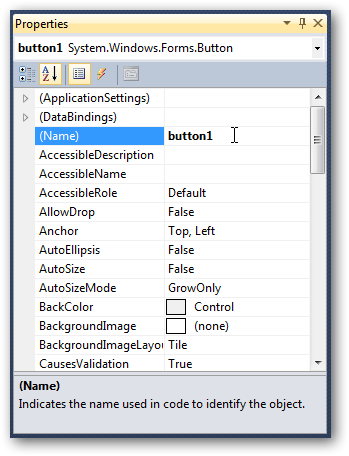 Properties
button1 System.Windows.Forms.Button
(ApplicationSettings)
(DataBindings)
(Name) button1
AccessibleDescription
AccessibleName
AccessibleRole Default
AllowDrop False
Anchor Top, Left
AutoEllipsis False
AutoSize False
AutoSizeMode GrowOnly
BackColor Control
BackgroundImage (none)
BackgroundImageLayou Tile
CausesValidation True
(Name)
Indicates the name used in code to identify the object.